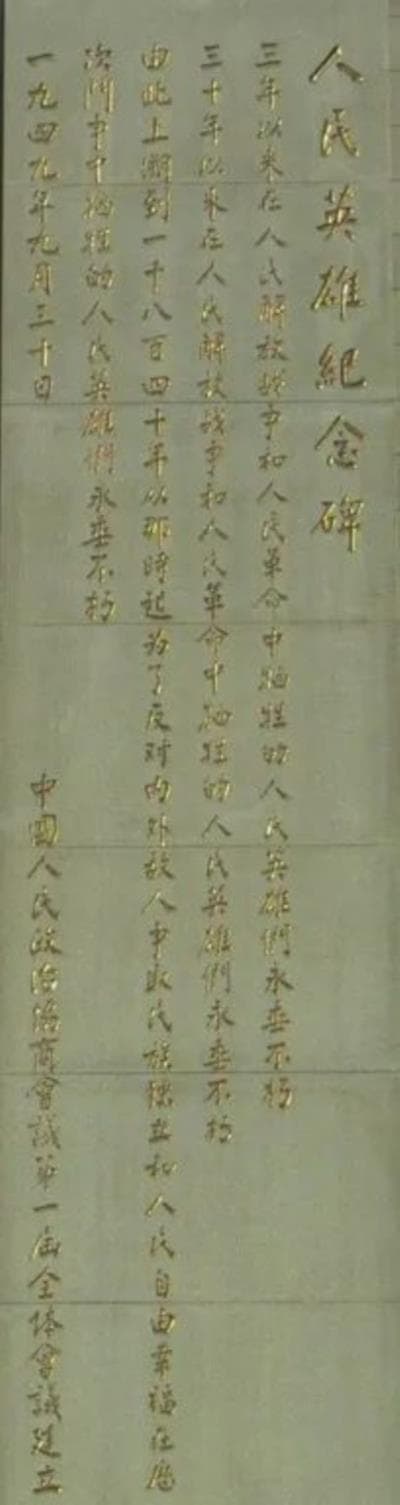 人民英雄紀念碑
三年以来在人民解放战争和人民革命中牺牲的人民英雄們永垂不朽
三十年以来在人民解放战争和人民革命中牺牲的人民英雄們永垂不朽
由此上溯到一千八百四十年从那時起为了反对内外敌人争取民族独立和人民自由幸福在历
次鬥争中牺牲的人民英雄們永垂不朽
一九四九年九月三十日
中國人民政治協商會議第一屆全体會議建立